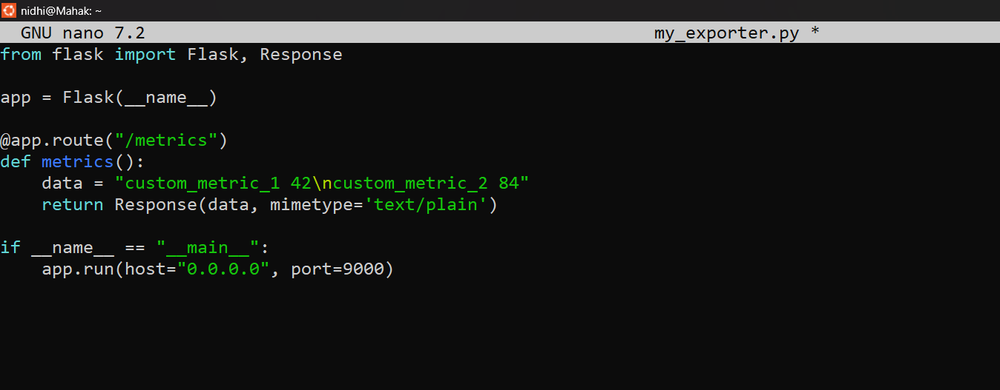 nidhi@Mahak: ~
GNU nano 7.2 my_exporter.py *
from flask import Flask, Response
app = Flask(__name__)
@app.route("/metrics")
def metrics():
    data = "custom_metric_1 42\ncustom_metric_2 84"
    return Response(data, mimetype='text/plain')
if __name__ == "__main__":
    app.run(host="0.0.0.0", port=9000)